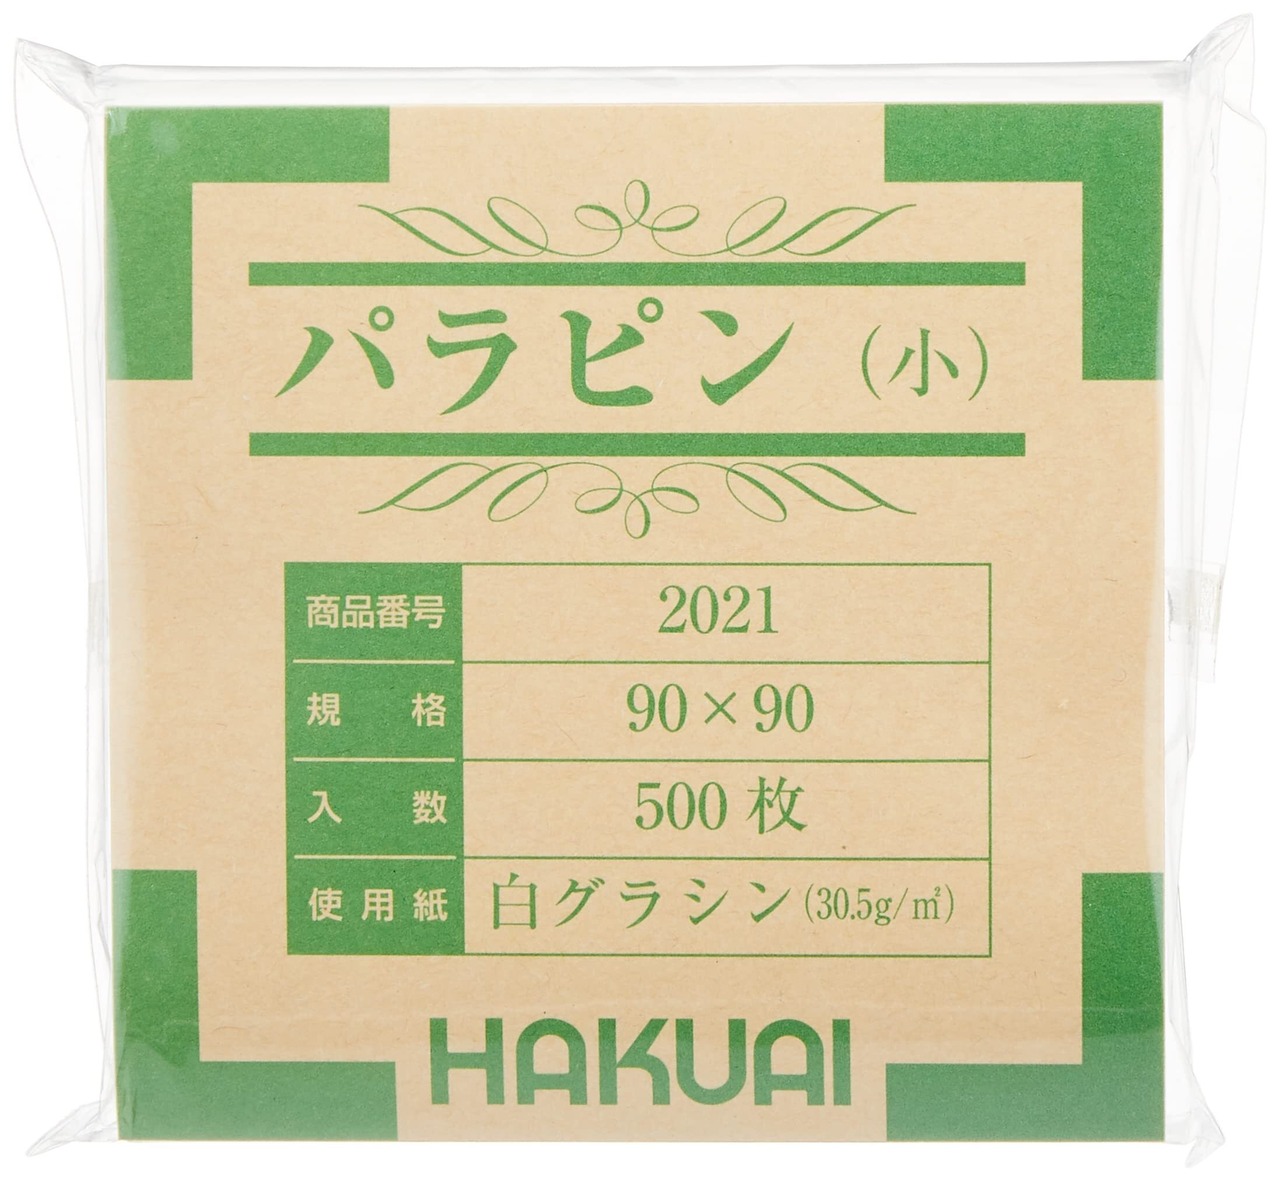 パラピン（小）
商品番号 2021
規格 90×90
入数 500枚
使用紙 白グラシン（30.5g/㎡）
HAKUAI